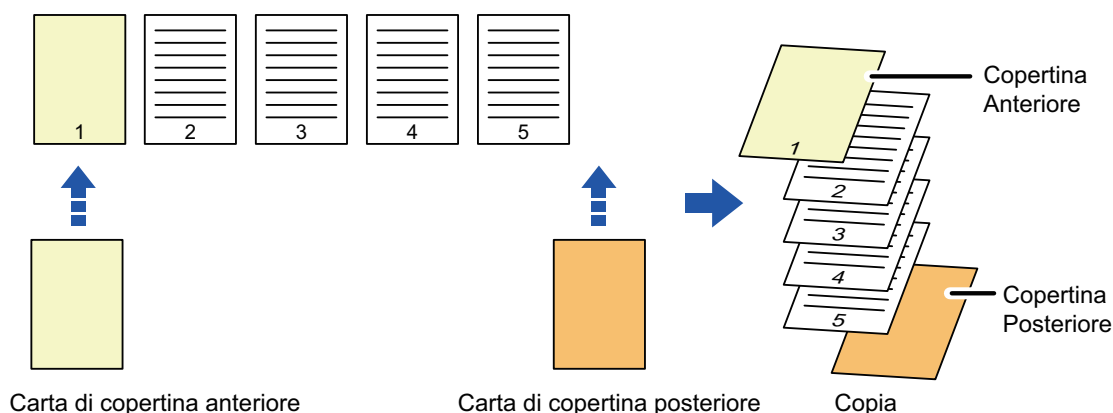 1
2
3
4
5
Carta di copertina anteriore
Carta di copertina posteriore
1
2
3
4
5
Copertina
Anteriore
Copertina
Posteriore
Copia